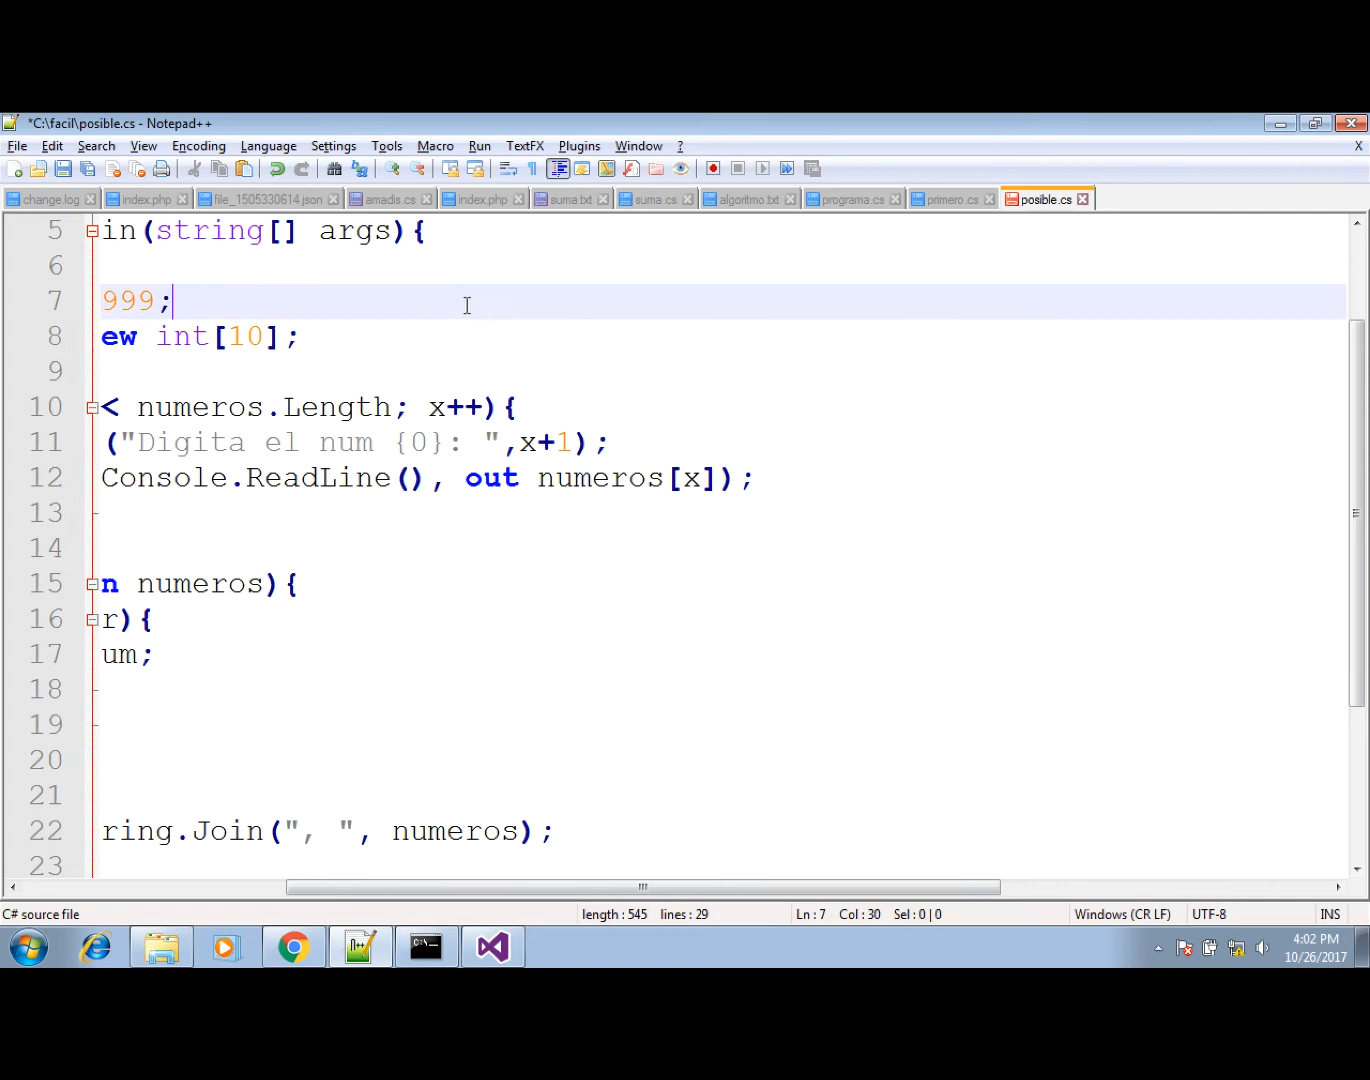 *C:\facil\posible.cs - Notepad++
File Edit Search View Encoding Language Settings Tools Macro Run TextFX Plugins Window ? X
change.log index.php file_1505330614.json amadis.cs index.php suma.txt suma.cs algoritmo.txt programa.cs primero.cs posible.cs
5 in(string[] args){
6
7 999;
8 ew int[10];
9
10 < numeros.Length; x++){
11 ("Digita el num {0}: ",x+1);
12 Console.ReadLine(), out numeros[x]);
13
14
15 n numeros){
16 r){
17 um;
18
19
20
21
22 ring.Join(", ", numeros);
23
C# source file length : 545 lines : 29 Ln : 7 Col : 30 Sel : 0 | 0 Windows (CR LF) UTF-8 INS
4:02 PM
10/26/2017